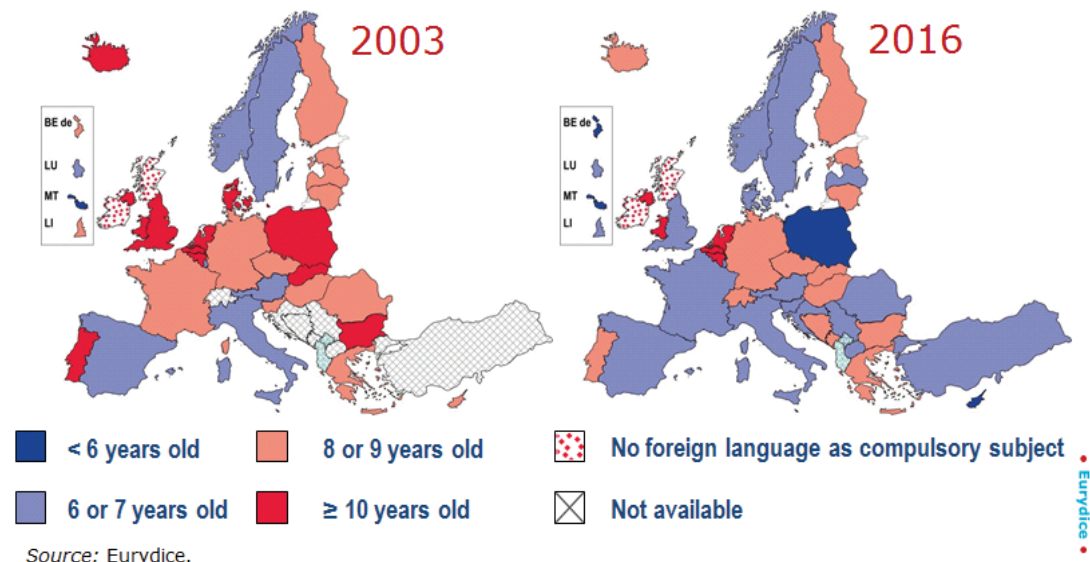 2003
2016
BE de
LU
MT
LI
BE de
LU
MT
LI
< 6 years old
8 or 9 years old
No foreign language as compulsory subject
6 or 7 years old
≥ 10 years old
Not available
Source: Eurydice.
• Eurydice •